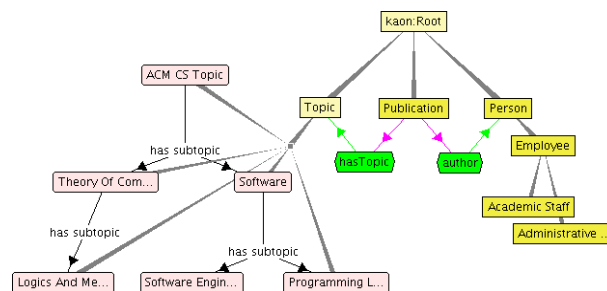 kaon:Root
ACM CS Topic
Topic
Publication
Person
has subtopic
hasTopic
author
Employee
Theory Of Com...
Software
Academic Staff
has subtopic
has subtopic
Administrative ...
Logics And Me...
Software Engin...
Programming L...